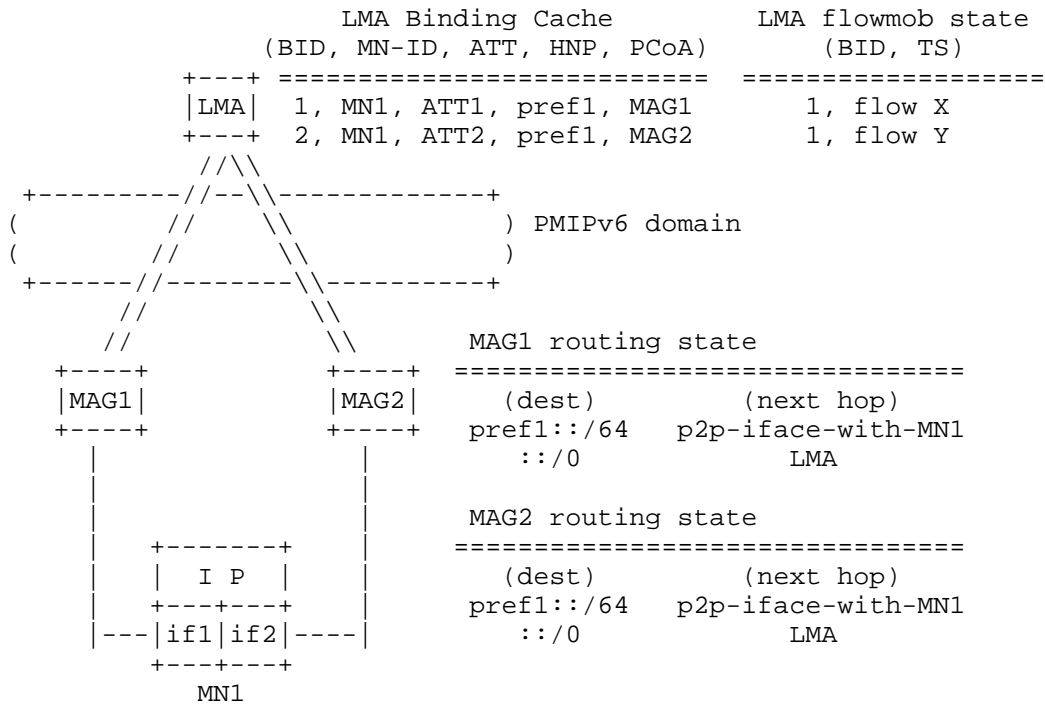 LMA Binding Cache LMA flowmob state
(BID, MN-ID, ATT, HNP, PCoA) (BID, TS)
+---+ =========================== ===================
|LMA| 1, MN1, ATT1, pref1, MAG1 1, flow X
+---+ 2, MN1, ATT2, pref1, MAG2 1, flow Y
//\\
+---------//--\\-------------+
( // \\ ) PMIPv6 domain
( // \\ )
+------//--------\\----------+
// \\
// \\ MAG1 routing state
+----+ +----+ ================================
|MAG1| |MAG2| (dest) (next hop)
+----+ +----+ pref1::/64 p2p-iface-with-MN1
| | ::/0 LMA
| |
| | MAG2 routing state
| +-------+ | ================================
| | I P | | (dest) (next hop)
| +---+---+ | pref1::/64 p2p-iface-with-MN1
|---|if1|if2|----| ::/0 LMA
+---+---+
MN1